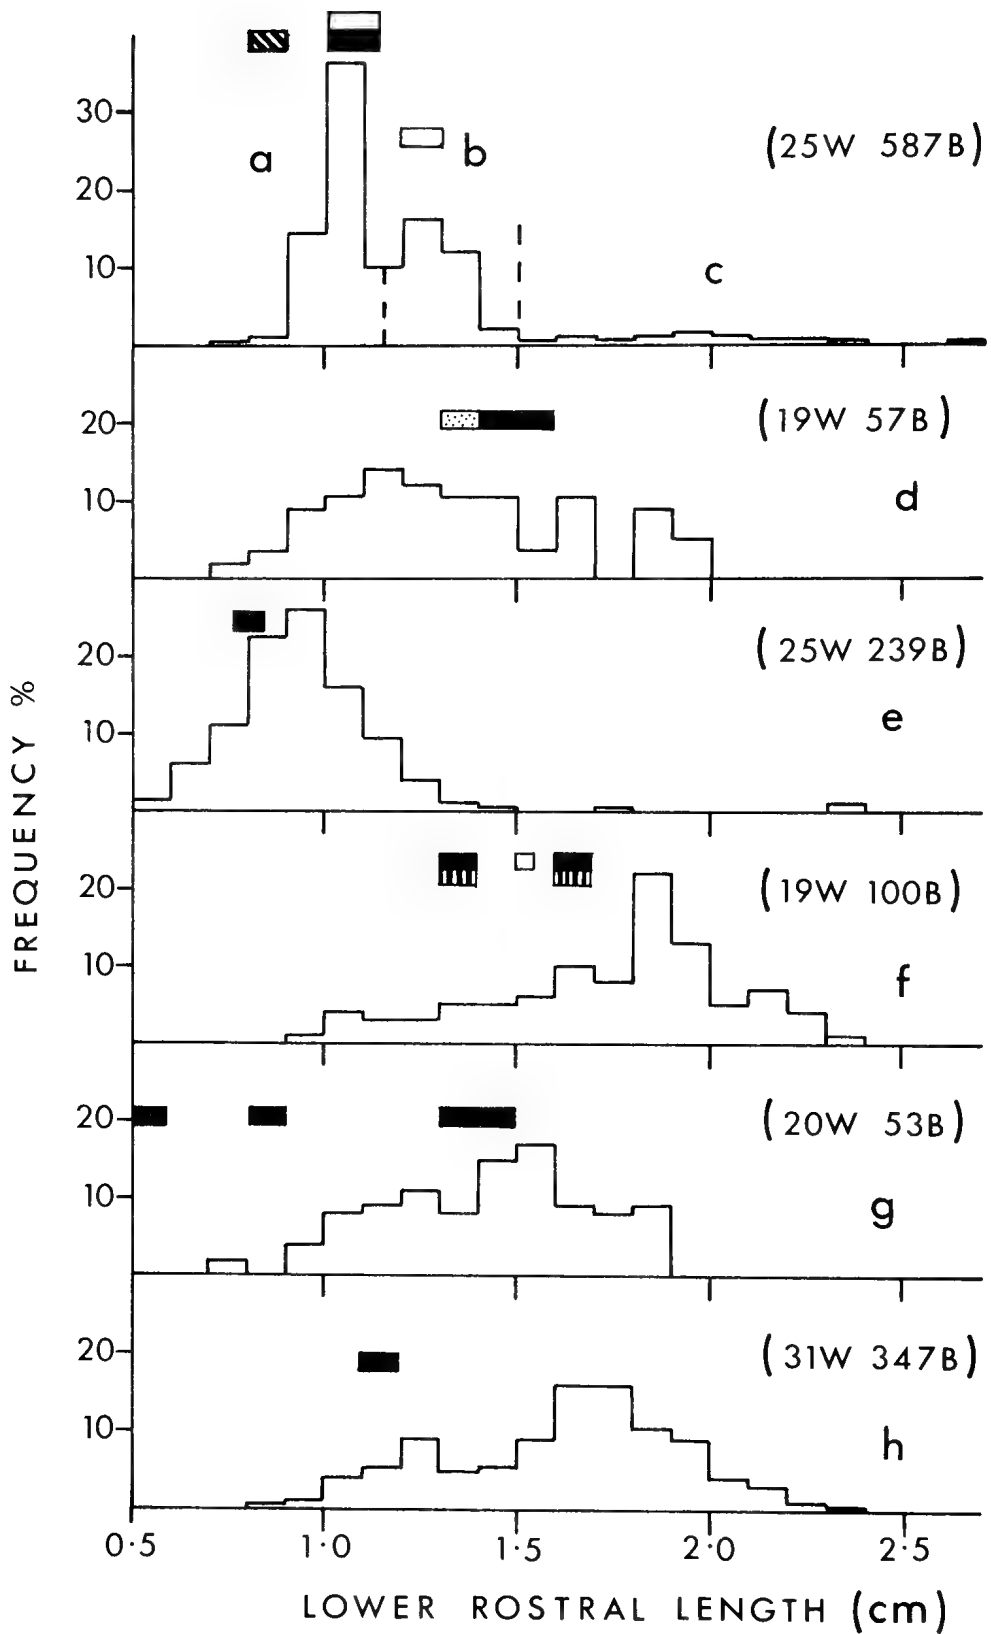 30
20
10
a
b
c
(25W 587B)
20
10
(19W 57B)
d
20
10
(25W 239B)
e
20
10
(19W 100B)
f
20
10
(20W 53B)
g
20
10
(31W 347B)
h
FREQUENCY %
0·5 1·0 1·5 2·0 2·5
LOWER ROSTRAL LENGTH (cm)